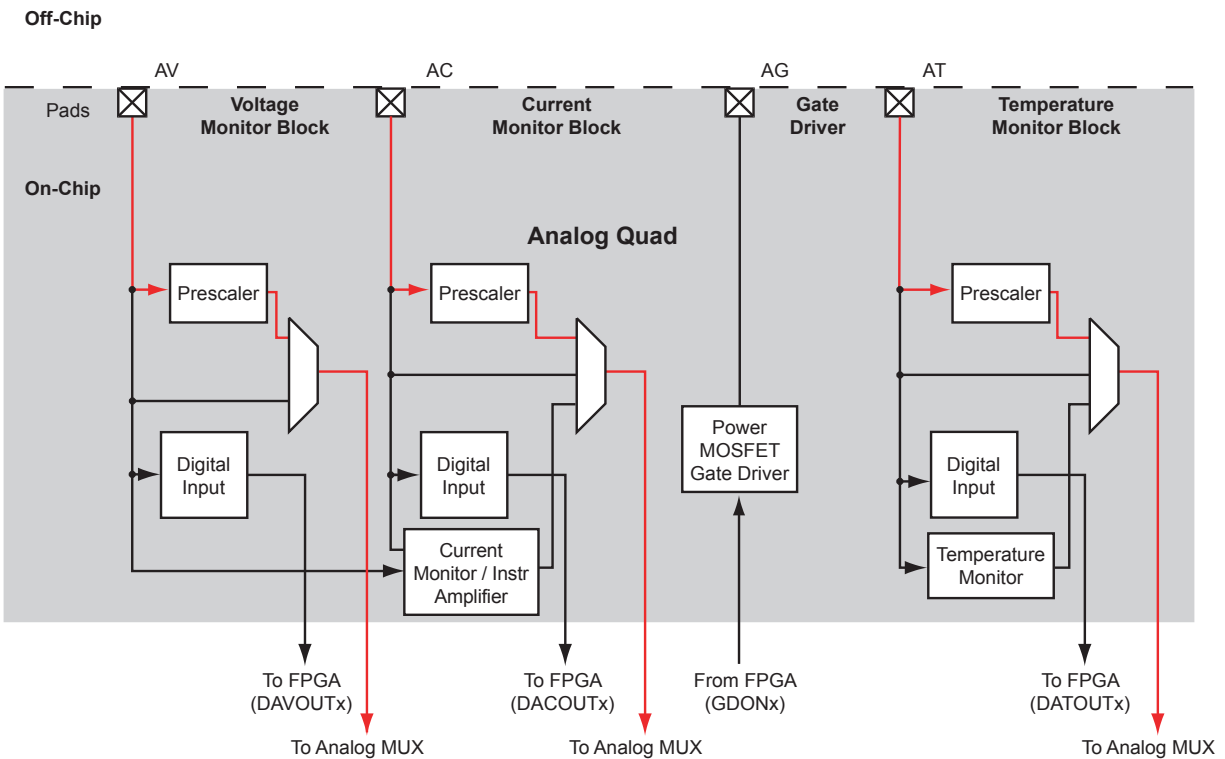 Off-Chip
AV
AC
AG
AT
Pads
Voltage
Monitor Block
Current
Monitor Block
Gate
Driver
Temperature
Monitor Block
On-Chip
Analog Quad
Prescaler
Prescaler
Prescaler
Power
MOSFET
Gate Driver
Digital
Input
Digital
Input
Digital
Input
Current
Monitor / Instr
Amplifier
Temperature
Monitor
To FPGA
(DAVOUTx)
To FPGA
(DACOUTx)
From FPGA
(GDONx)
To FPGA
(DATOUTx)
To Analog MUX
To Analog MUX
To Analog MUX